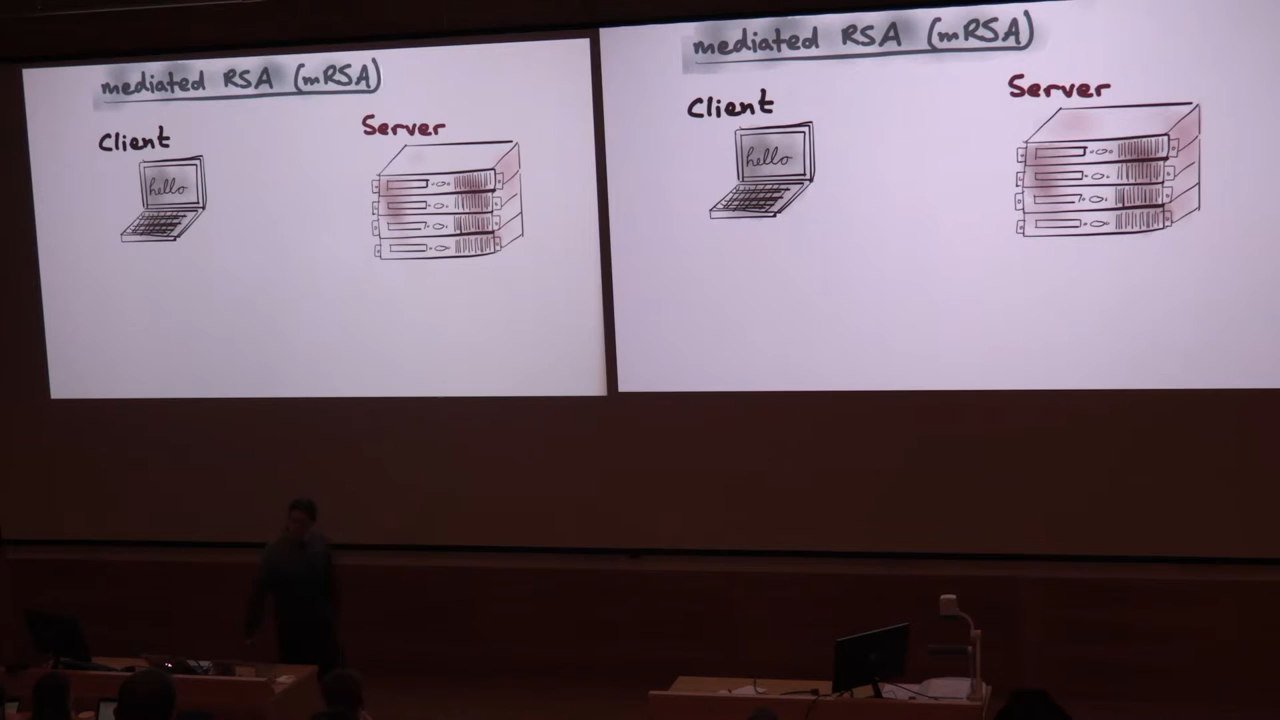 mediated RSA (mRSA)
Client
Server
hello
mediated RSA (mRSA)
Client
Server
hello